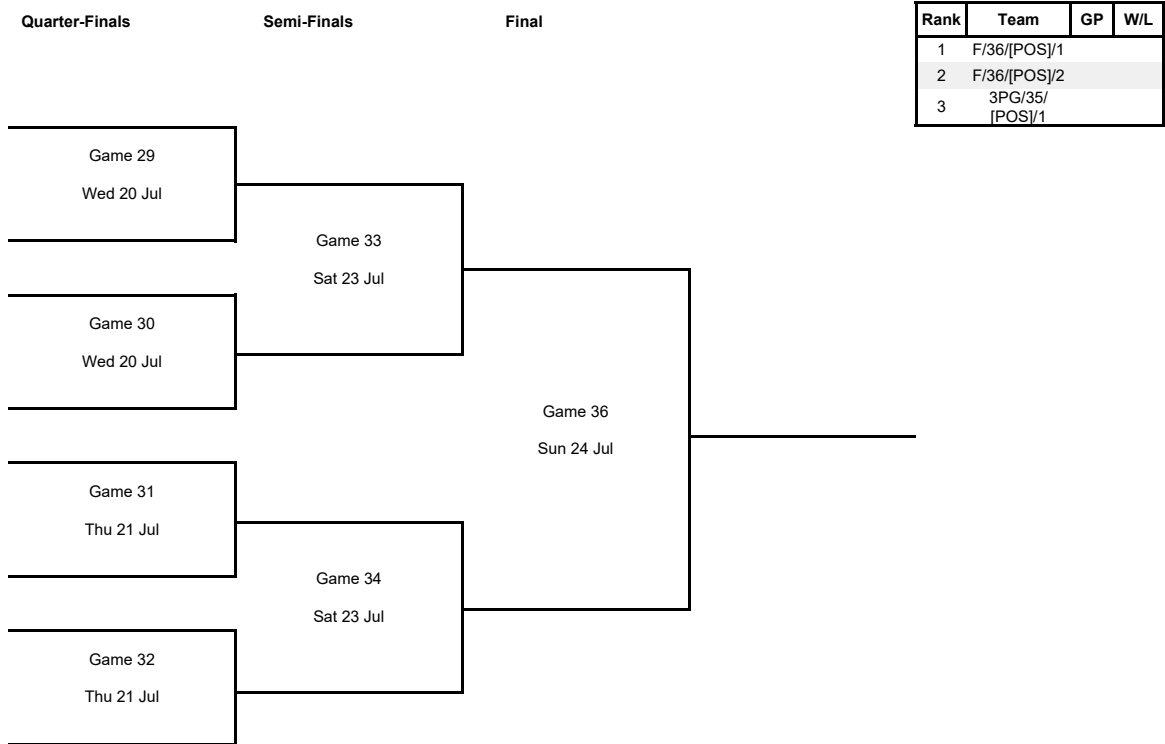 Quarter-Finals Semi-Finals Final
Rank Team GP W/L
1 F/36/[POS]/1
2 F/36/[POS]/2
3 3PG/35/
[POS]/1
Game 29
Wed 20 Jul
Game 33
Sat 23 Jul
Game 30
Wed 20 Jul
Game 36
Sun 24 Jul
Game 31
Thu 21 Jul
Game 34
Sat 23 Jul
Game 32
Thu 21 Jul